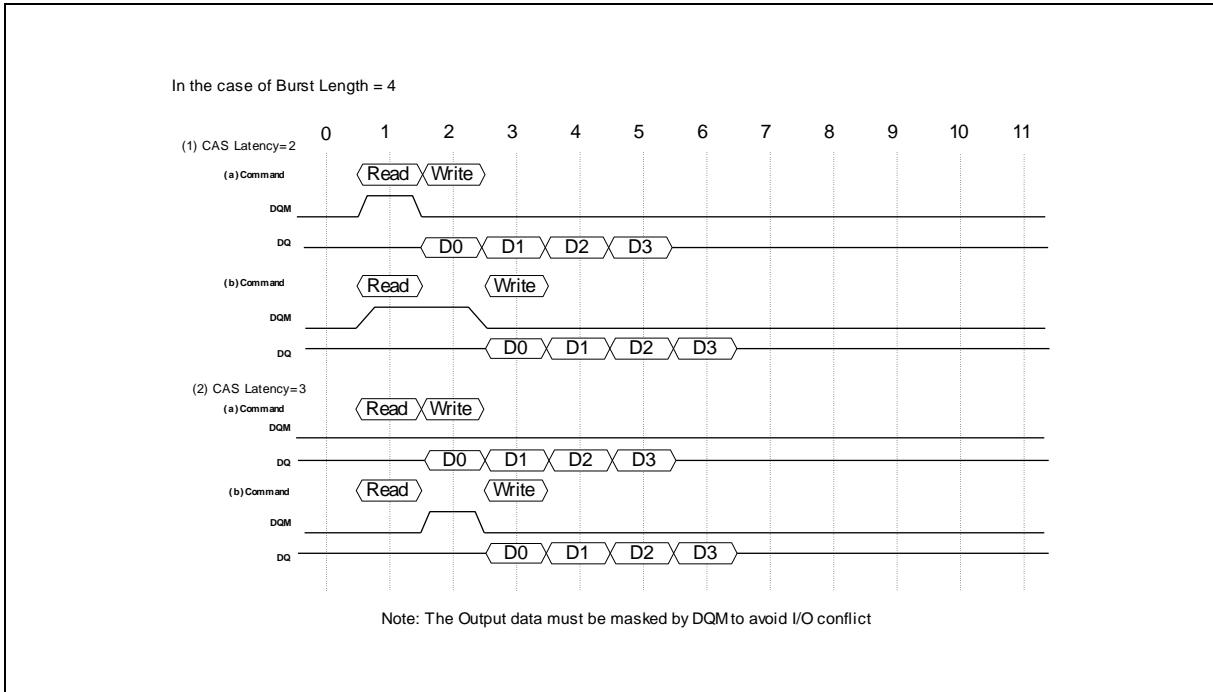 In the case of Burst Length = 4
0 1 2 3 4 5 6 7 8 9 10 11
(1) CAS Latency=2
(a) Command Read Write
DQM
DQ D0 D1 D2 D3
(b) Command Read Write
DQM
DQ D0 D1 D2 D3
(2) CAS Latency=3
(a) Command Read Write
DQM
DQ D0 D1 D2 D3
(b) Command Read Write
DQM
DQ D0 D1 D2 D3
Note: The Output data must be masked by DQM to avoid I/O conflict